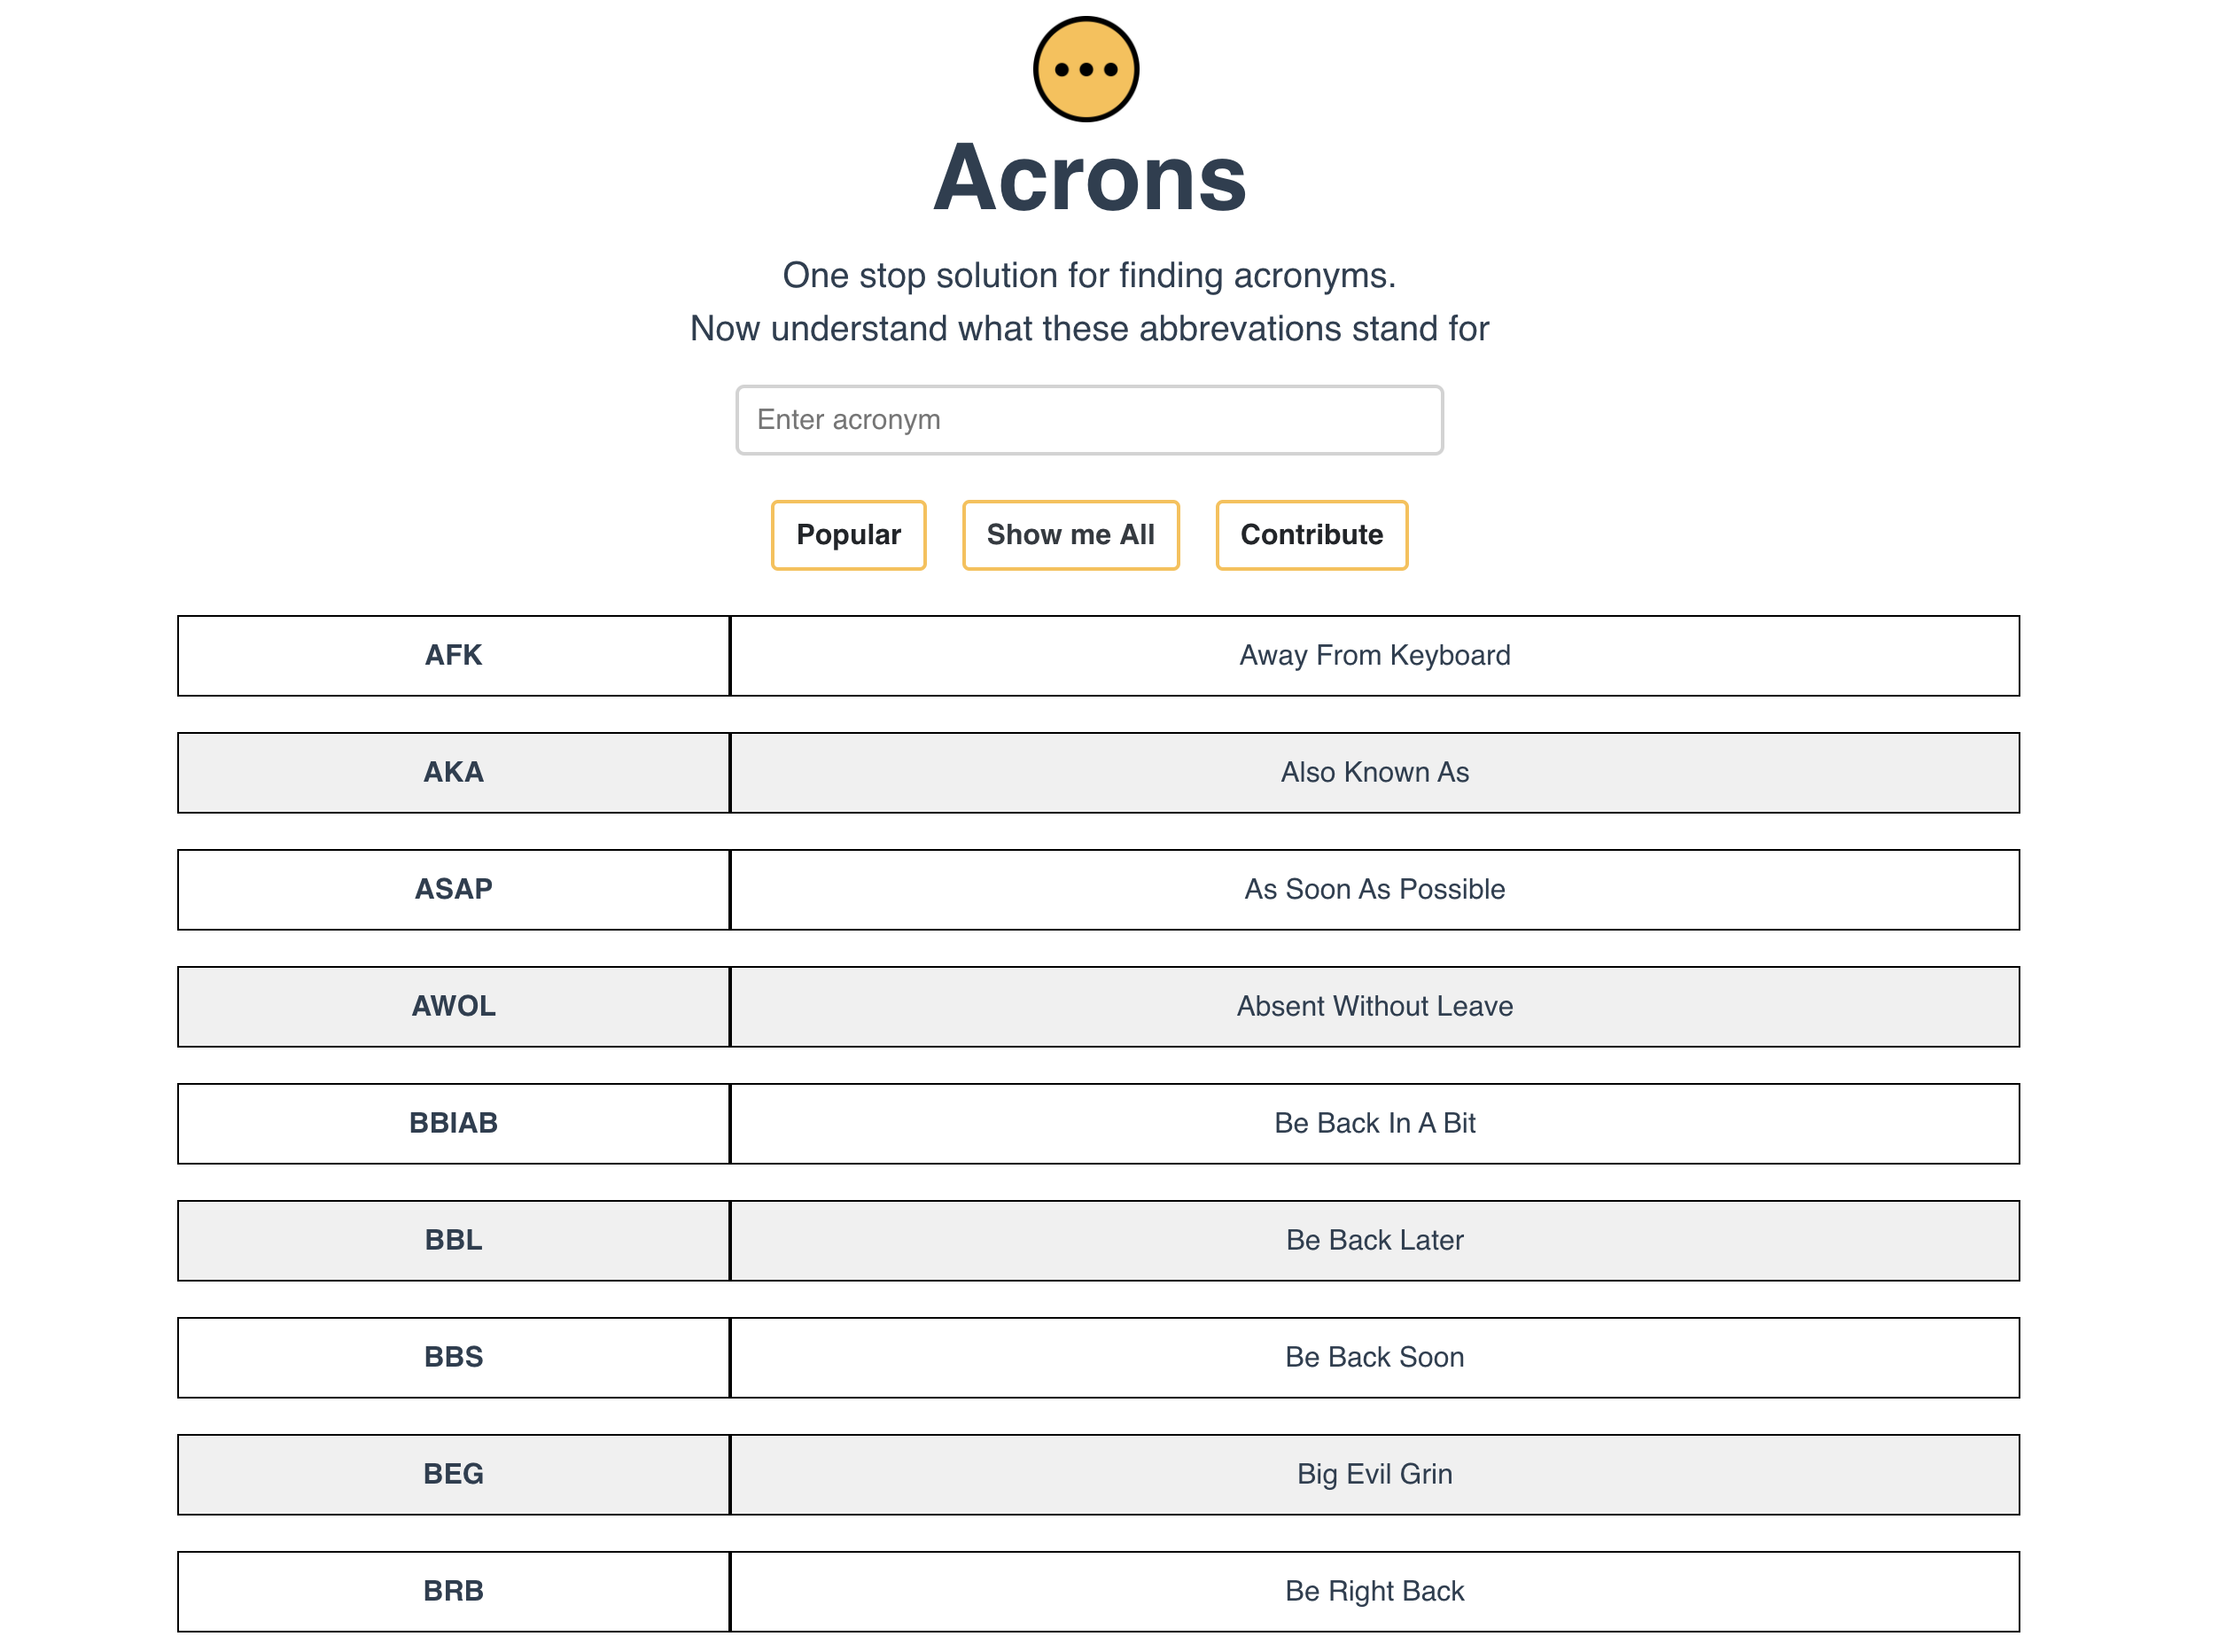 Acrons
One stop solution for finding acronyms.
Now understand what these abbrevations stand for
Enter acronym
Popular Show me All Contribute
AFK Away From Keyboard
AKA Also Known As
ASAP As Soon As Possible
AWOL Absent Without Leave
BBIAB Be Back In A Bit
BBL Be Back Later
BBS Be Back Soon
BEG Big Evil Grin
BRB Be Right Back